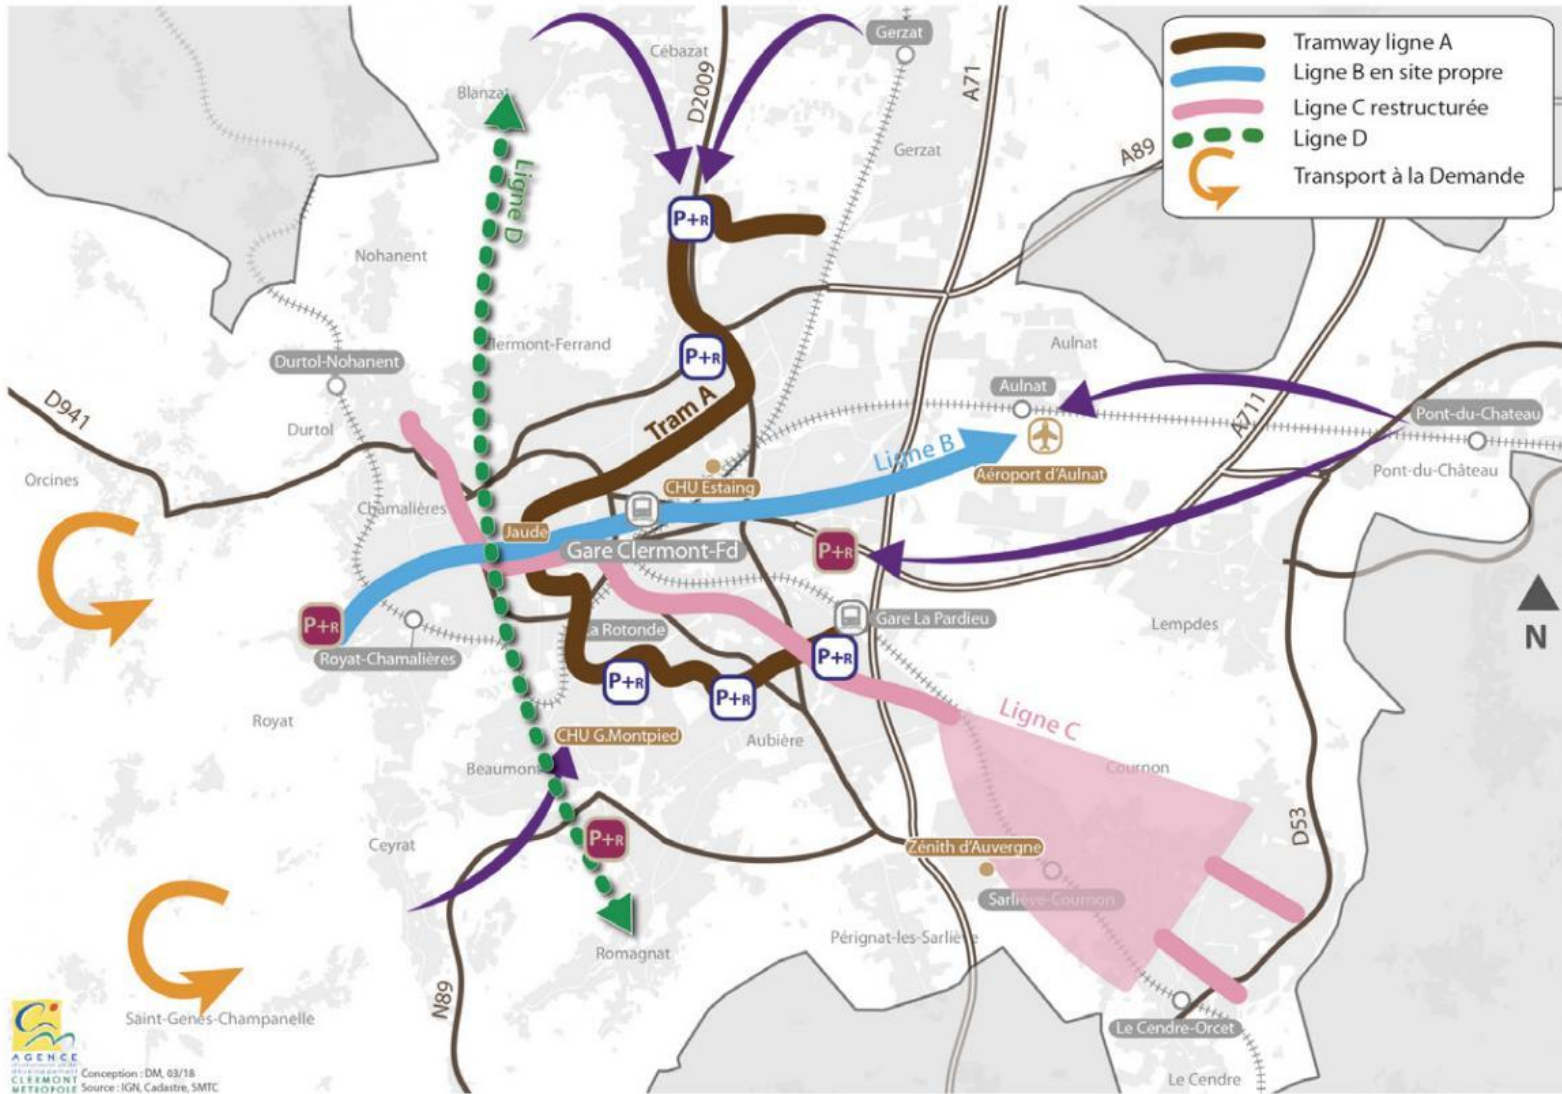 Tramway ligne A
Ligne B en site propre
Ligne C restructurée
Ligne D
Transport à la Demande
Gerzat
Cébazat
D2009
A71
Blanzat
Gerzat
A89
Ligne D
P+R
Nohanent
Clermont-Ferrand
P+R
Aulnat
Durtol-Nohanent
Aulnat
D941
Tram A
A711
Pont-du-Chateau
Durtol
Ligne B
Pont-du-Château
Orcines
CHU Estaing
Aéroport d'Aulnat
Chamalières
Jaude
Gare Clermont-Fd
P+R
P+R
La Rotonde
Gare La Pardieu
Lempdes
N
Royat-Chamalières
P+R
P+R
P+R
Royat
CHU G.Montpied
Aubière
Ligne C
Beaumont
Cournon
P+R
Ceyrat
Zénith d'Auvergne
D53
Sarliève-Cournon
Romagnat
Pérignat-les-Sarliève
N89
Saint-Genès-Champanelle
Le Cendre-Orcet
Le Cendre
AGENCE
CLERMONT
METROPOLE
Conception : DM, 03/18
Source : IGN, Cadastre, SMTC